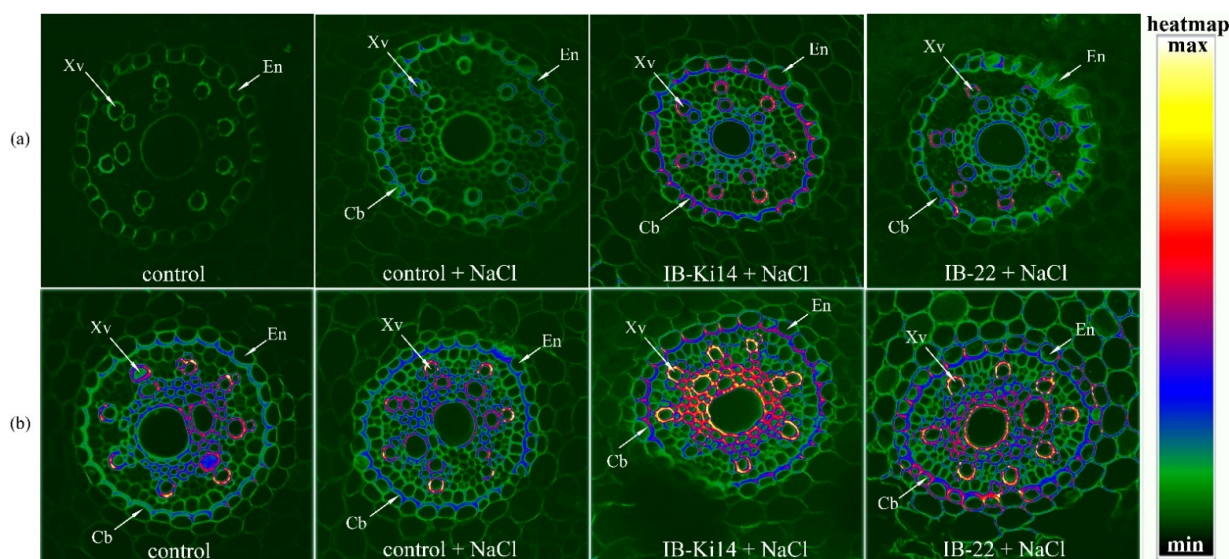 heatmap
max
Xv
En
control
Xv
En
Cb
control + NaCl
Xv
En
Cb
IB-Ki14 + NaCl
Xv
En
Cb
IB-22 + NaCl
(a)
Xv
En
Cb
control
Xv
En
Cb
control + NaCl
Xv
En
Cb
IB-Ki14 + NaCl
Xv
En
Cb
IB-22 + NaCl
(b)
min